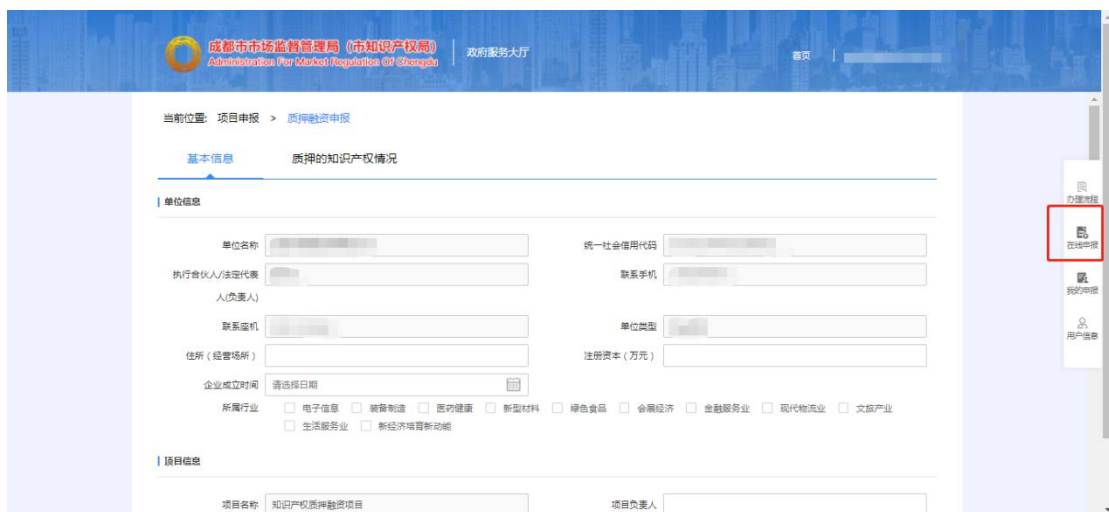 成都市市场监督管理局（市知识产权局） 政府服务大厅 首页
Administration For Market Regulation Of Chengdu
当前位置: 项目申报 > 质押融资申报
基本信息 质押的知识产权情况
单位信息
单位名称 统一社会信用代码
执行合伙人/法定代表人(负责人) 联系手机
联系座机 单位类型
住所（经营场所） 注册资本（万元）
企业成立时间 请选择日期
所属行业 电子信息 装备制造 医药健康 新型材料 绿色食品 会展经济 金融服务业 现代物流业 文旅产业
生活服务业 新经济培育新动能
项目信息
项目名称 知识产权质押融资项目 项目负责人
办理流程
在线申报
我的申报
用户信息